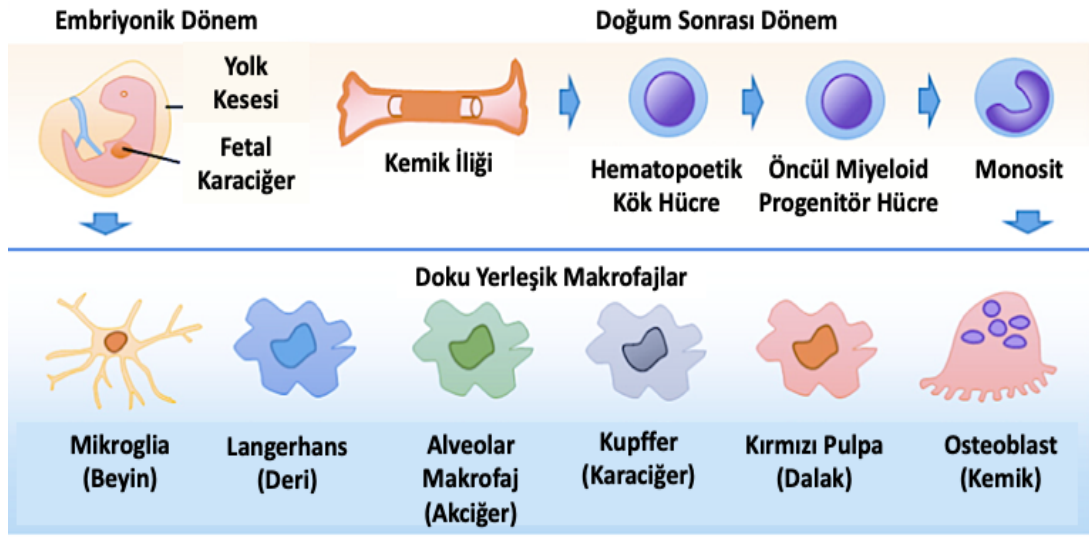 Embriyonik Dönem
Doğum Sonrası Dönem
Yolk
Kesesi
Fetal
Karaciğer
Kemik İliği
Hematopoetik
Kök Hücre
Öncül Miyeloid
Progenitör Hücre
Monosit
Doku Yerleşik Makrofajlar
Mikroglia
(Beyin)
Langerhans
(Deri)
Alveolar
Makrofaj
(Akciğer)
Kupffer
(Karaciğer)
Kırmızı Pulpa
(Dalak)
Osteoblast
(Kemik)